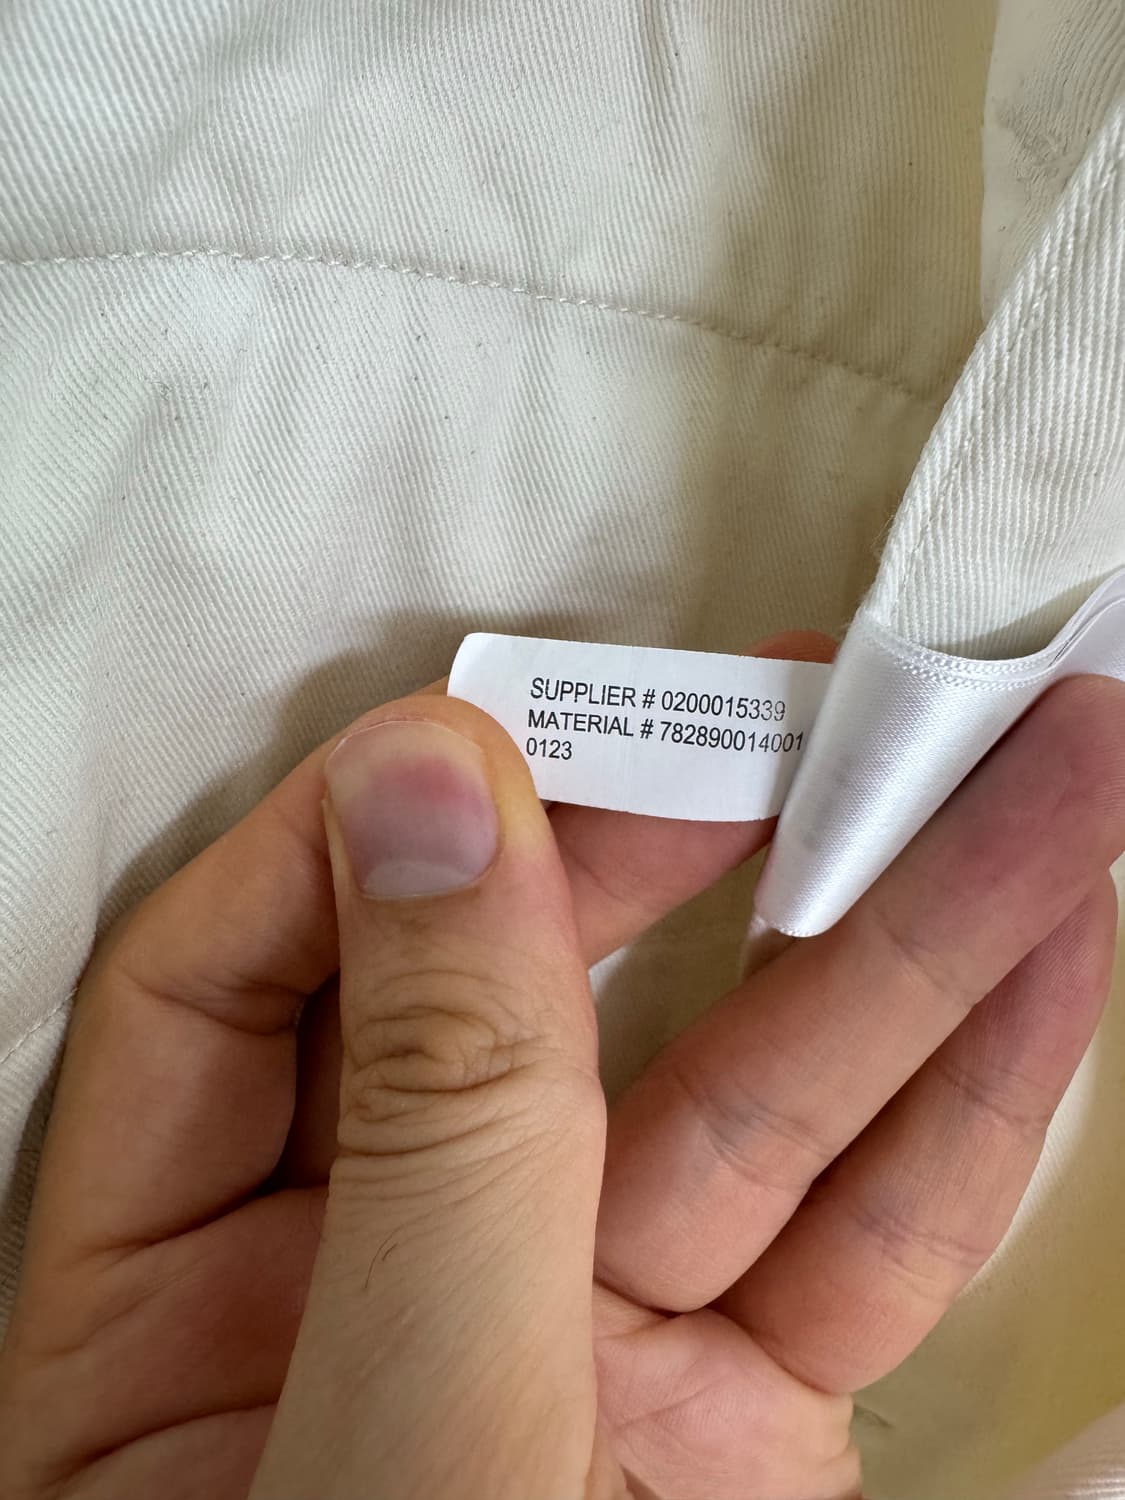 SUPPLIER # 0200015339
MATERIAL # 782890014001
0123